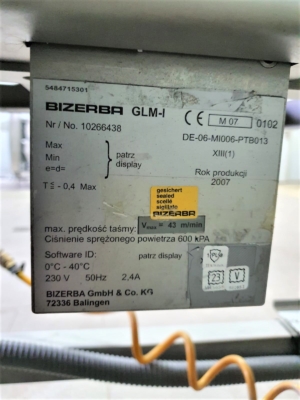 5484715301
BIZERBA GLM-I
CE M 07 0102
Nr / No. 10266438
DE-06-MI006-PTB013
Max
XIII(1)
Min
patrz
display
e=d=
Rok produkcji
2007
- 0,4 Max
gesichert
sealed
scellé
BIZERBA
max. prędkość taśmy:
Vmax = 43 m/min
Ciśnienie sprężonego powietrza 600 kPA
Software ID:
patrz display
0°C - 40°C
230 V 50Hz 2,4A
23 V
BIZERBA GmbH & Co. KG
72336 Balingen